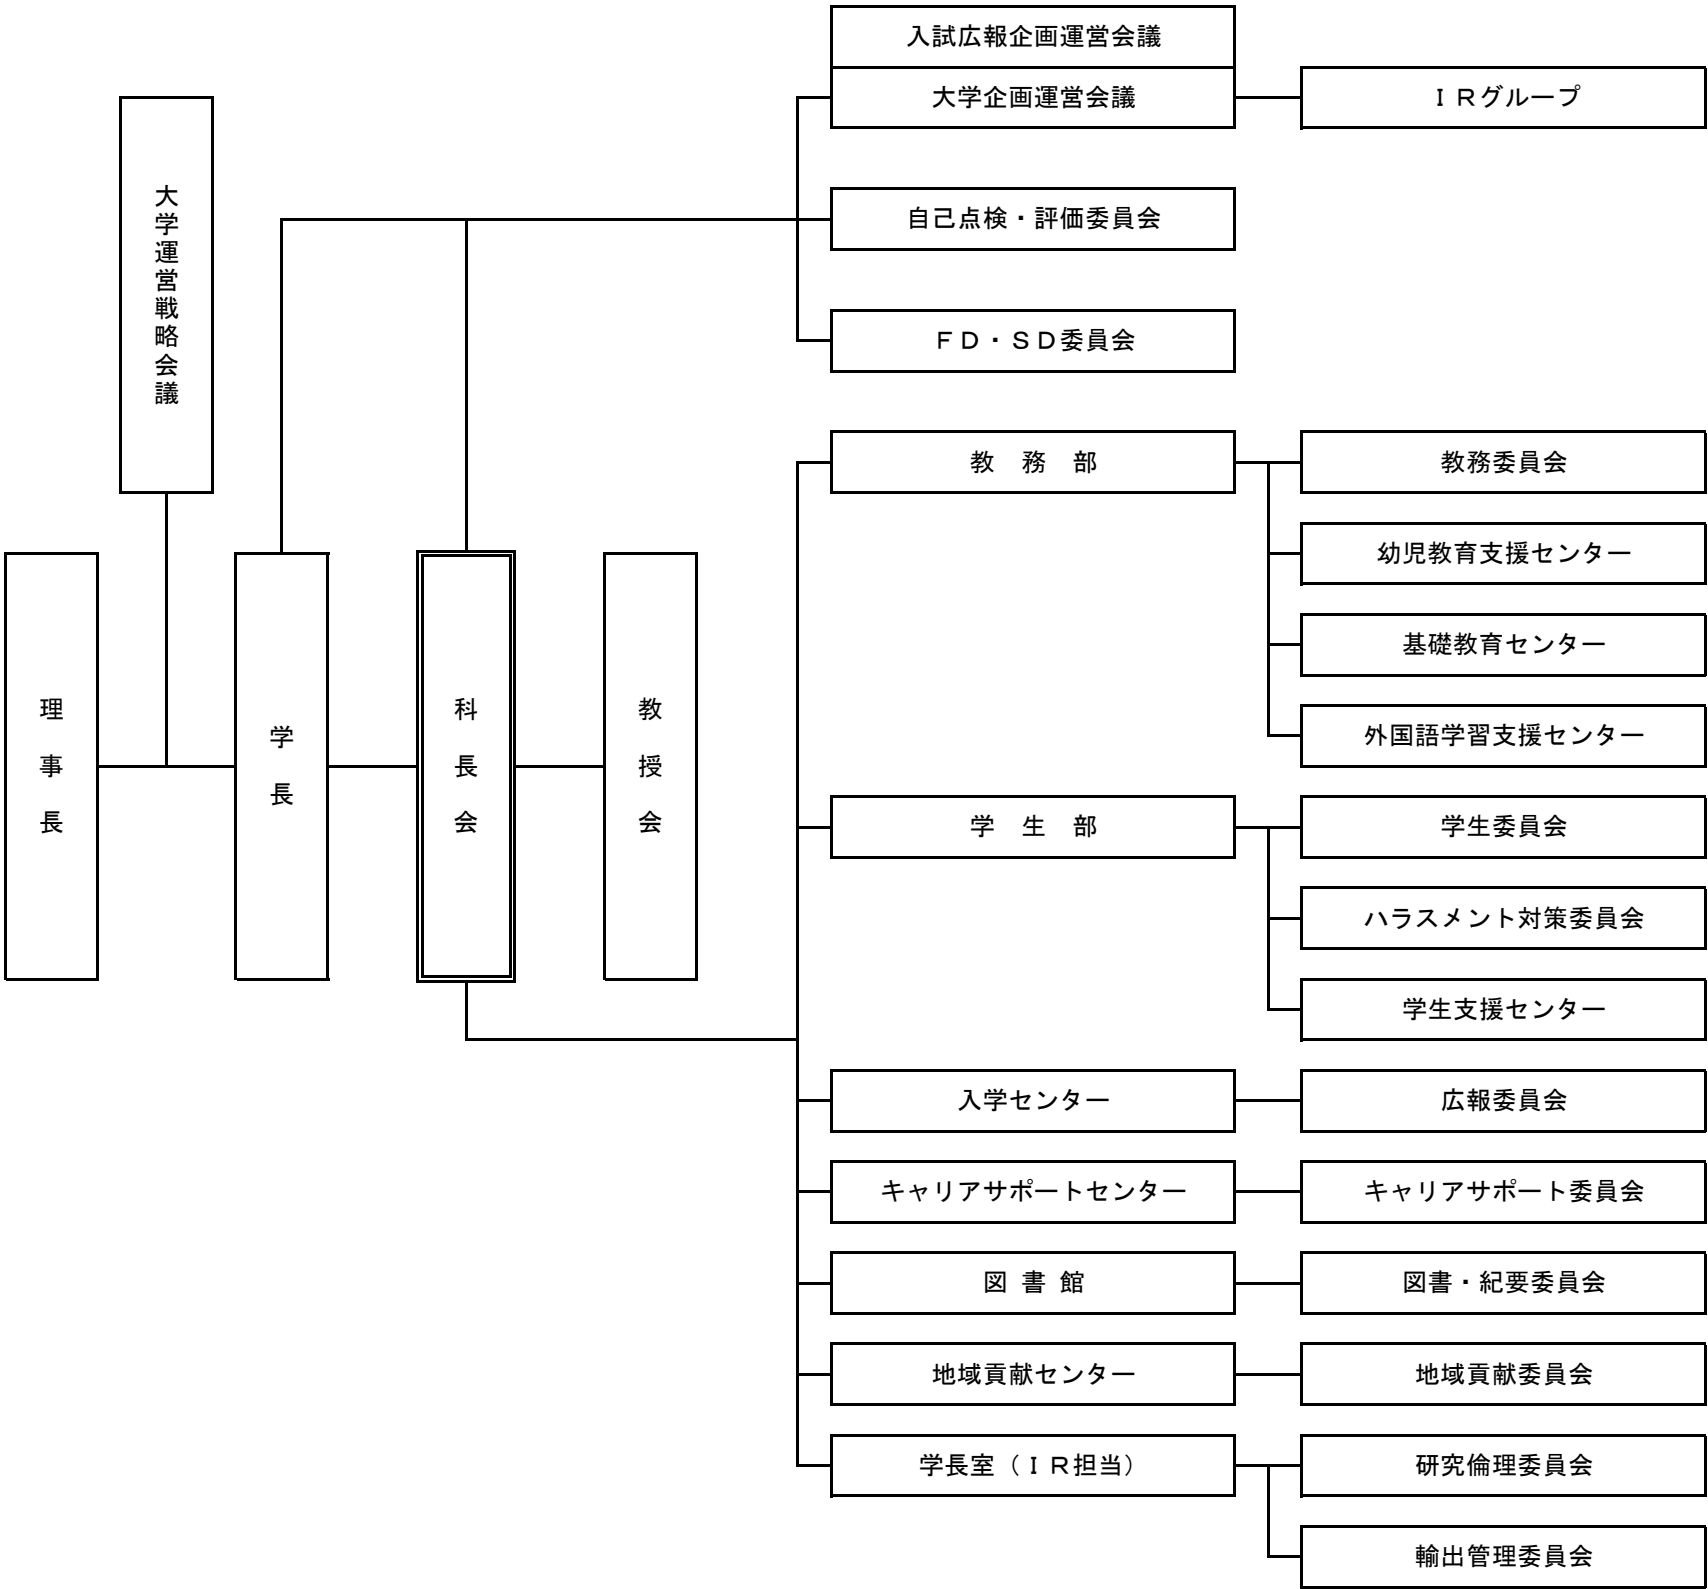 入試広報企画運営会議
大学企画運営会議
ＩＲグループ
大学運営戦略会議
自己点検・評価委員会
ＦＤ・ＳＤ委員会
教　務　部
教務委員会
幼児教育支援センター
基礎教育センター
外国語学習支援センター
理事長
学長
科長会
教授会
学　生　部
学生委員会
ハラスメント対策委員会
学生支援センター
入学センター
広報委員会
キャリアサポートセンター
キャリアサポート委員会
図 書 館
図書・紀要委員会
地域貢献センター
地域貢献委員会
学長室（ＩＲ担当）
研究倫理委員会
輸出管理委員会